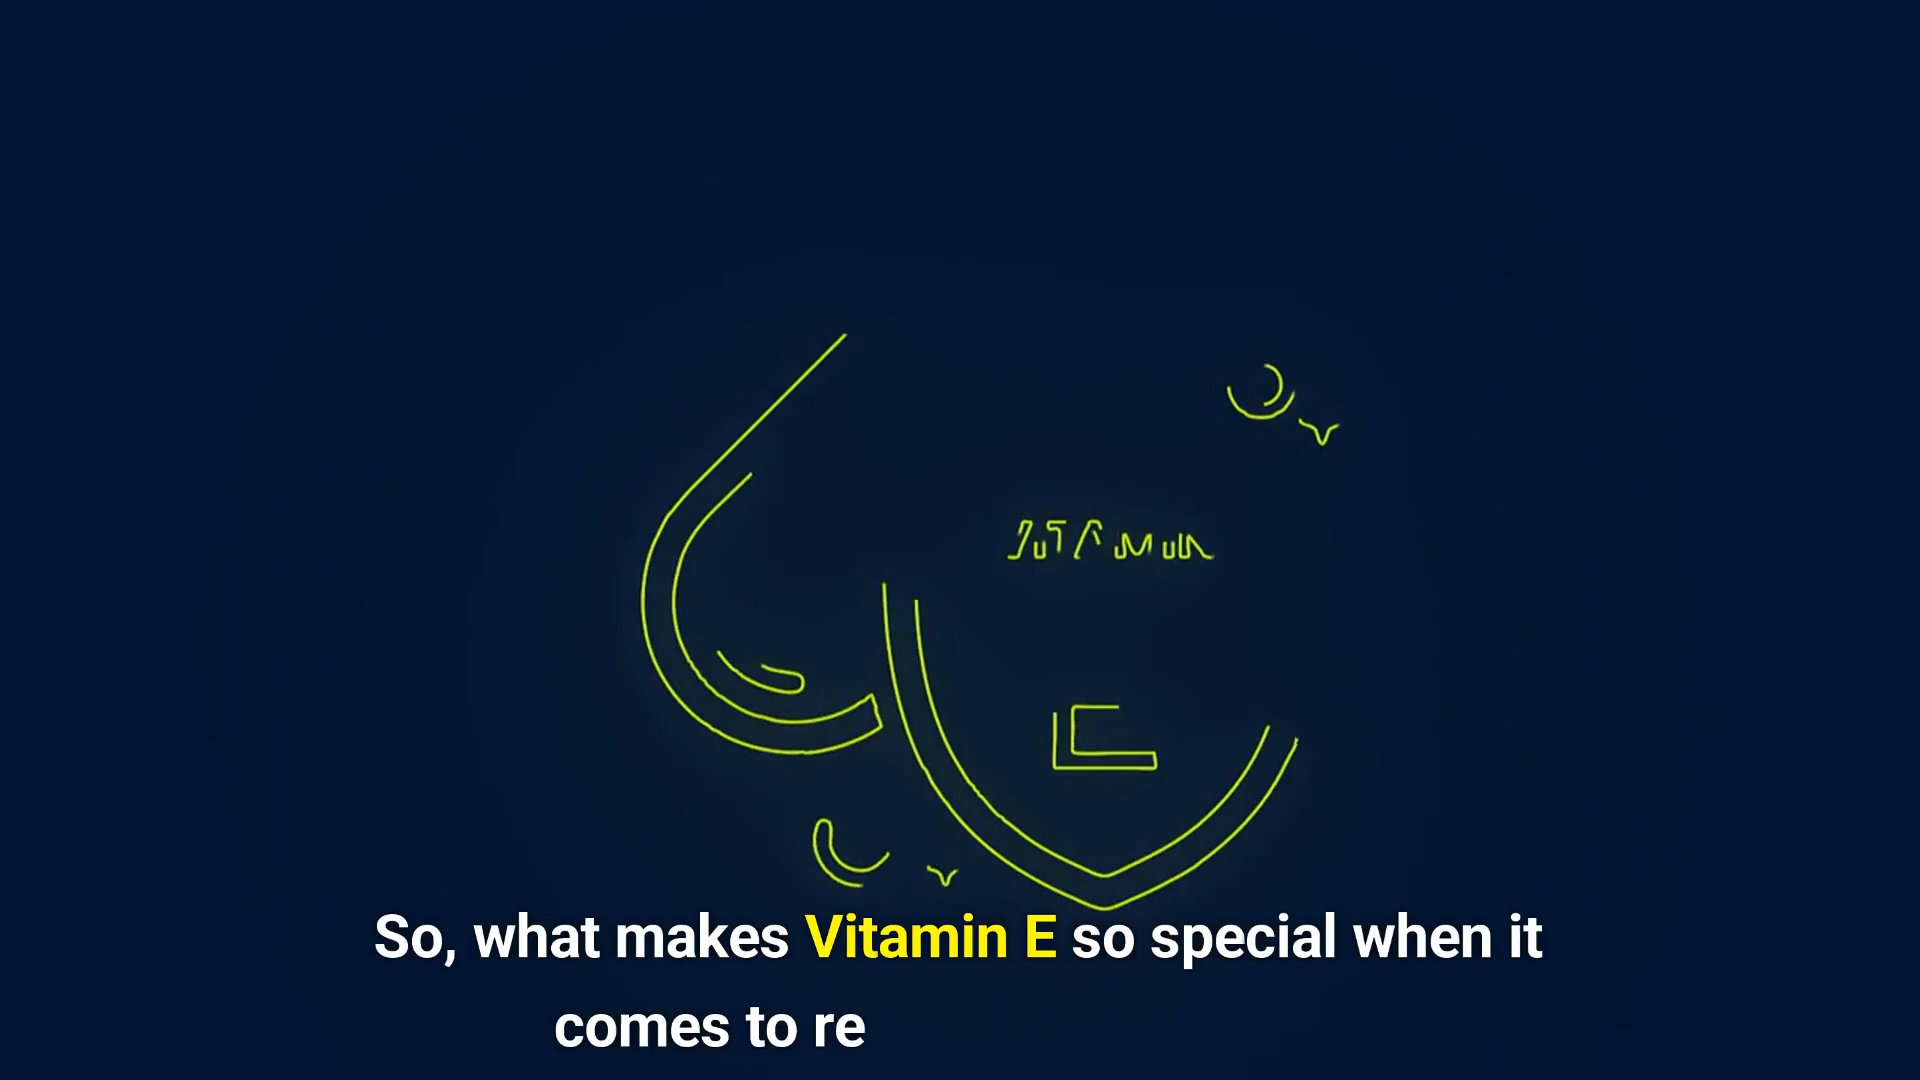 So, what makes Vitamin E so special when it
comes to re